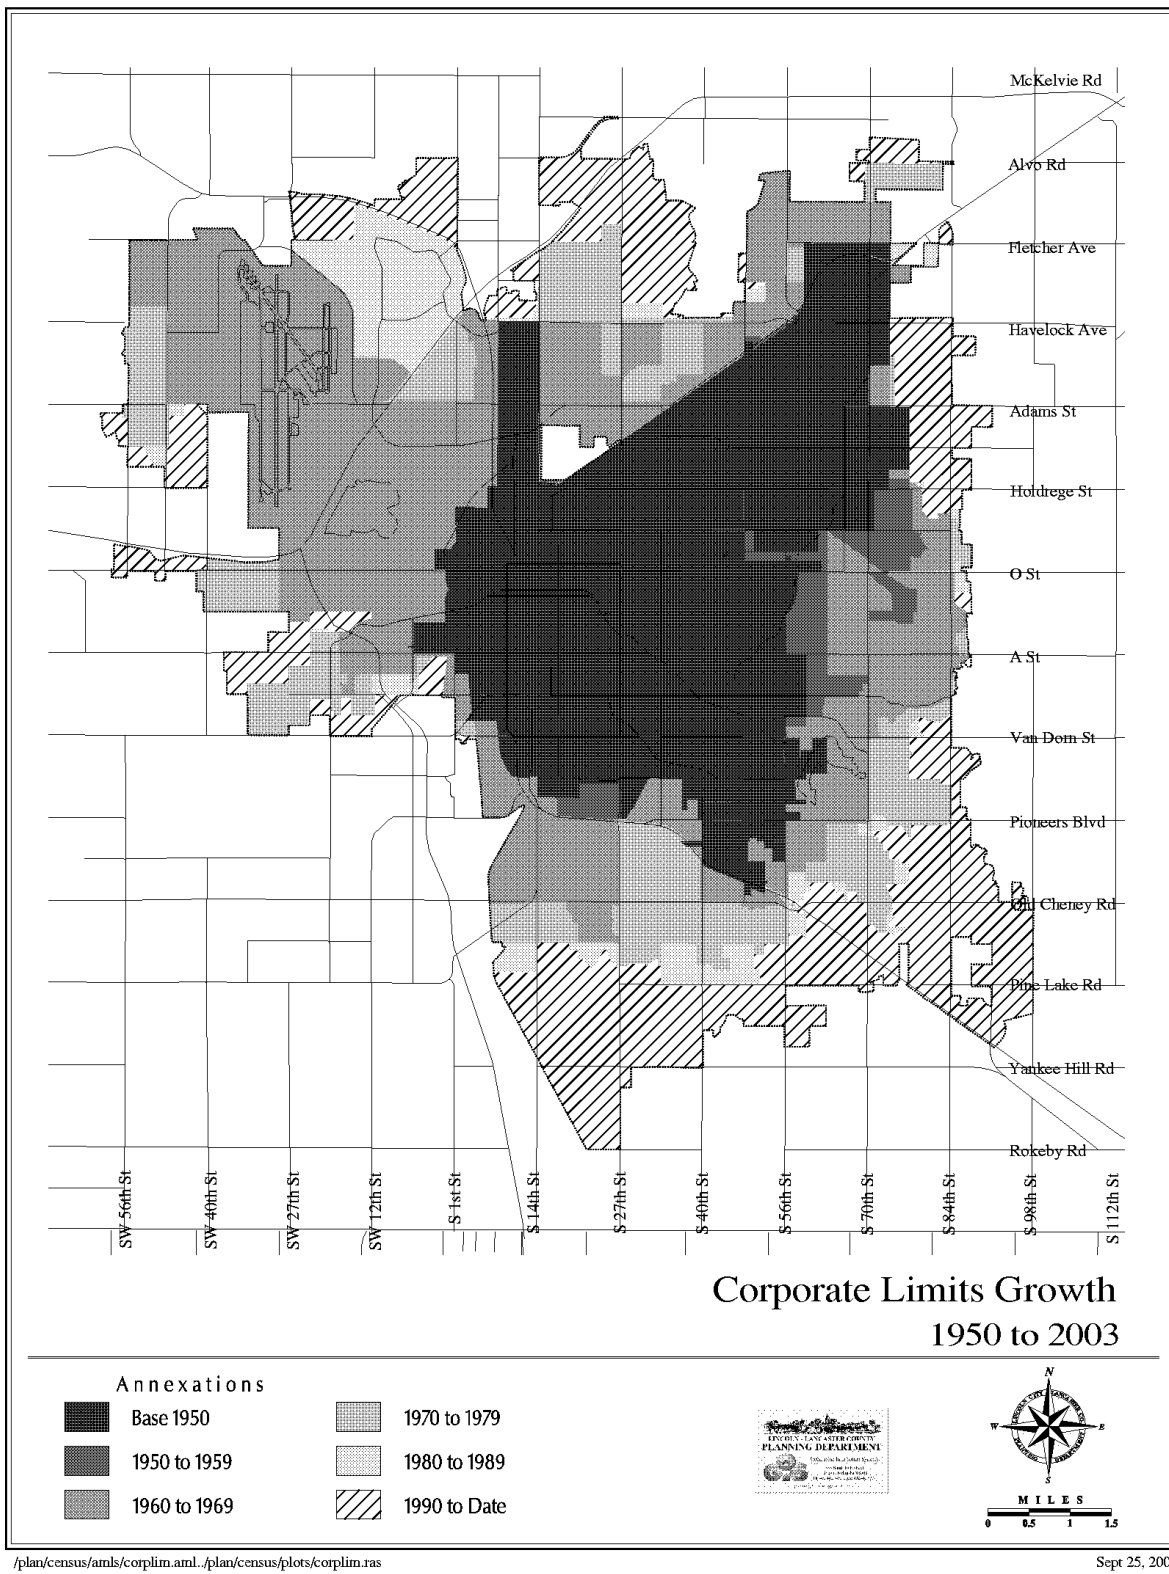 McKelvie Rd
Alvo Rd
Fletcher Ave
Havelock Ave
Adams St
Holdrege St
O St
A St
Van Dorn St
Pioneers Blvd
Old Cheney Rd
Pine Lake Rd
Yankee Hill Rd
Rokeby Rd
SW 56th St
SW 40th St
SW 27th St
SW 12th St
S 1st St
S 14th St
S 27th St
S 40th St
S 56th St
S 70th St
S 84th St
S 98th St
S 112th St
Corporate Limits Growth
1950 to 2003
Annexations
Base 1950
1950 to 1959
1960 to 1969
1970 to 1979
1980 to 1989
1990 to Date
LINCOLN - LANCASTER COUNTY
PLANNING DEPARTMENT
N
W
E
S
MILES
0 0.5 1 1.5
/plan/census/amls/corplim.aml../plan/census/plots/corplim.ras
Sept 25, 200